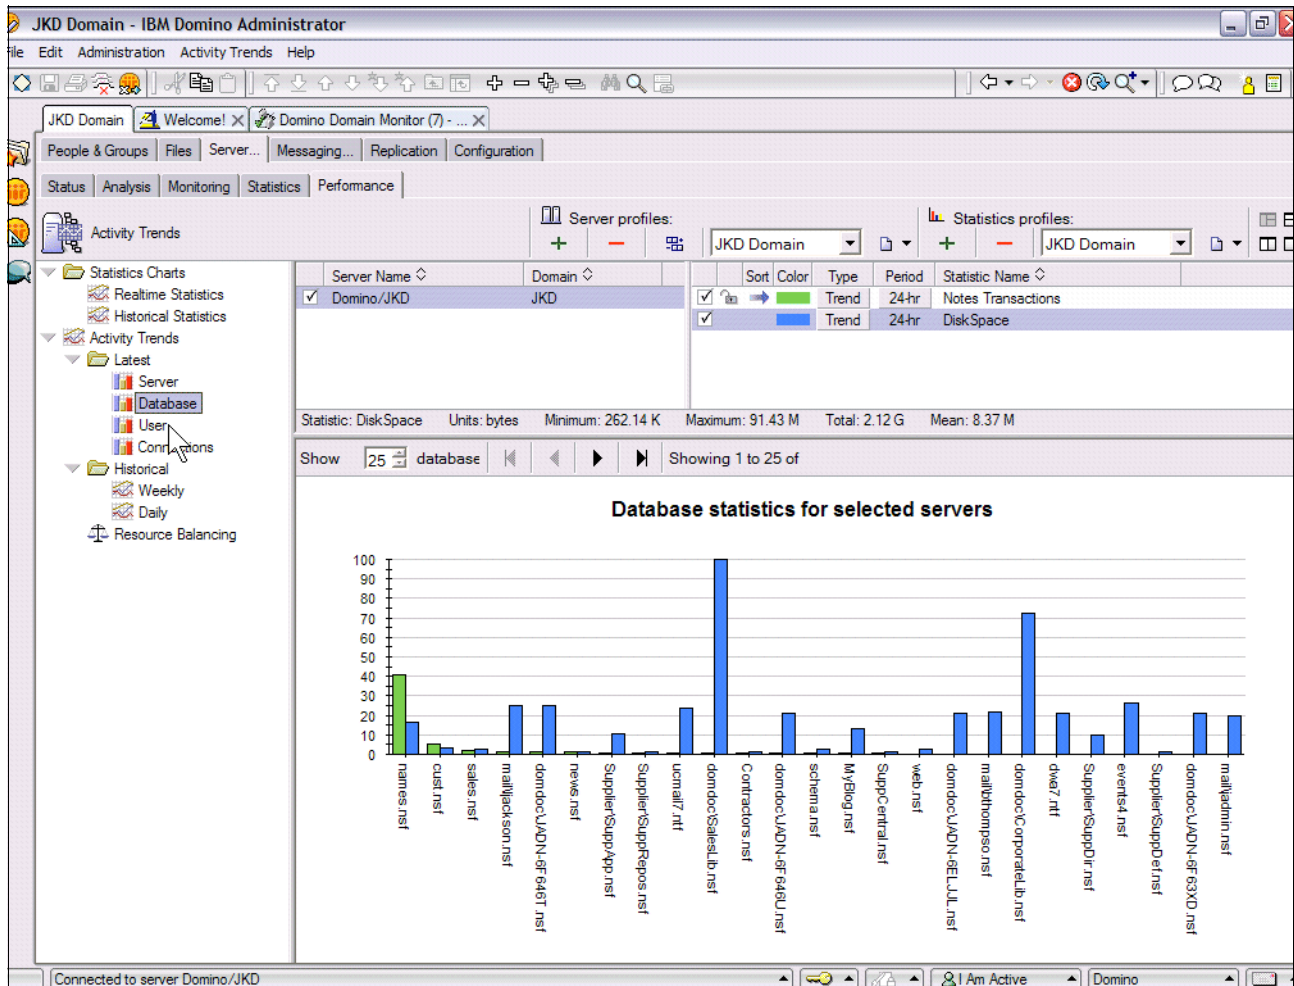 JKD Domain - IBM Domino Administrator
File Edit Administration Activity Trends Help
JKD Domain Welcome! Domino Domain Monitor (7) - ...
People & Groups Files Server... Messaging... Replication Configuration
Status Analysis Monitoring Statistics Performance
Activity Trends
Server profiles:
JKD Domain
Statistics profiles:
JKD Domain
Statistics Charts
Realtime Statistics
Historical Statistics
Activity Trends
Latest
Server
Database
User
Connections
Historical
Weekly
Daily
Resource Balancing
Server Name Domain
Domino/JKD JKD
Sort Color Type Period Statistic Name
Trend 24-hr Notes Transactions
Trend 24-hr DiskSpace
Statistic: DiskSpace Units: bytes Minimum: 262.14 K Maximum: 91.43 M Total: 2.12 G Mean: 8.37 M
Show 25 database Showing 1 to 25 of
Database statistics for selected servers
100
90
80
70
60
50
40
30
20
10
0
names.nsf
cust.nsf
sales.nsf
mail\ljackson.nsf
domdoc\JADN-6F646T.nsf
news.nsf
Supplier\SuppApp.nsf
Supplier\SuppRepos.nsf
ucmail7.ntf
domdoc\SalesLib.nsf
Contractors.nsf
domdoc\JADN-6F646U.nsf
schema.nsf
MyBlog.nsf
SuppCentral.nsf
web.nsf
domdoc\JADN-6ELJJL.nsf
mail\bthompso.nsf
domdoc\CorporateLib.nsf
dwa7.ntf
Supplier\SuppDir.nsf
events4.nsf
Supplier\SuppDef.nsf
domdoc\JADN-6F63XD.nsf
mail\jadmin.nsf
Connected to server Domino/JKD I Am Active Domino